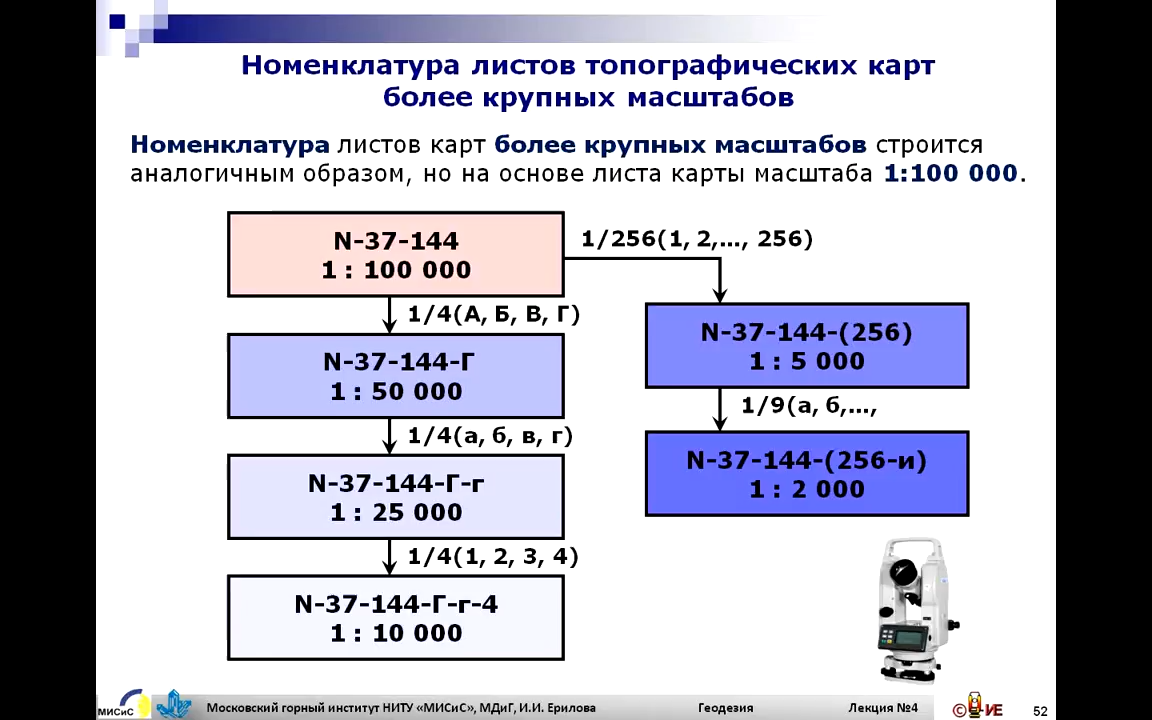 Номенклатура листов топографических карт
более крупных масштабов
Номенклатура листов карт более крупных масштабов строится
аналогичным образом, но на основе листа карты масштаба 1:100 000.
N-37-144
1 : 100 000
1/256(1, 2,..., 256)
1/4(А, Б, В, Г)
N-37-144-Г
1 : 50 000
N-37-144-(256)
1 : 5 000
1/4(а, б, в, г)
1/9(а, б,...,
N-37-144-Г-г
1 : 25 000
N-37-144-(256-и)
1 : 2 000
1/4(1, 2, 3, 4)
N-37-144-Г-г-4
1 : 10 000
МИСиС Московский горный институт НИТУ «МИСиС», МДиГ, И.И. Ерилова Геодезия Лекция №4 © ИЕ 52